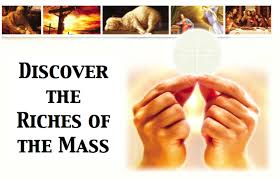 DISCOVER
THE
RICHES OF
THE MASS